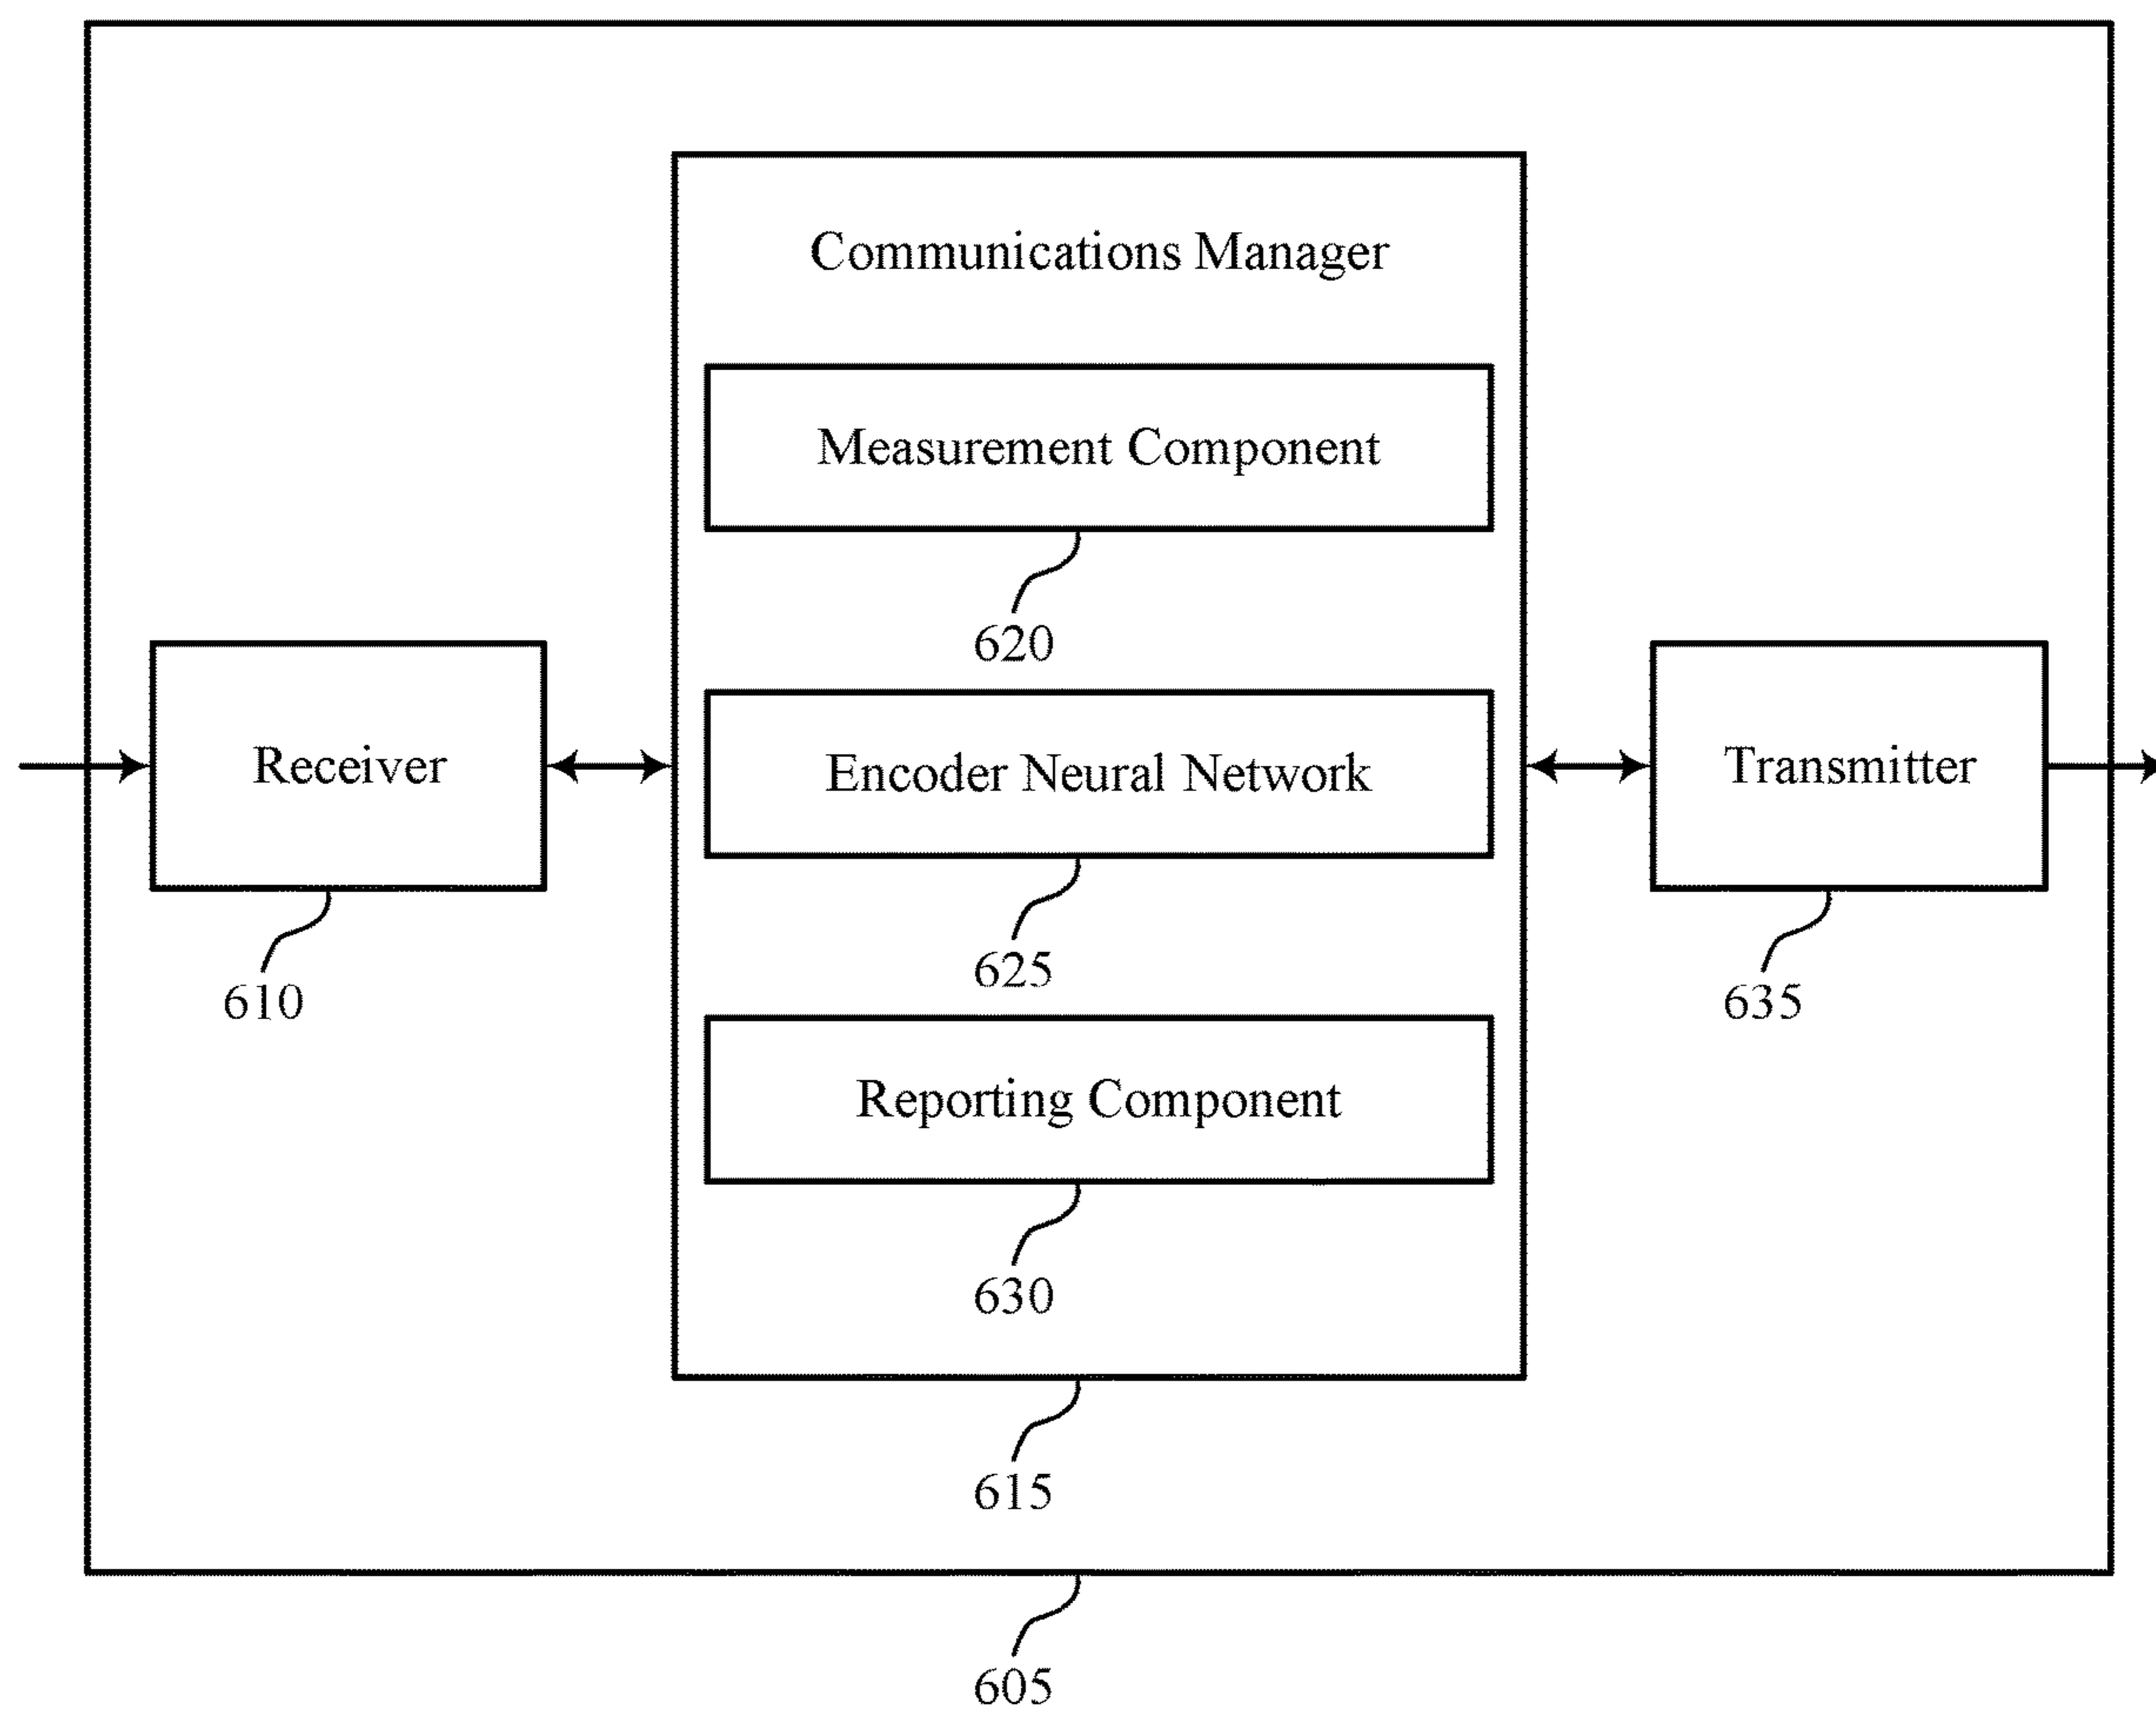 Communications Manager
Measurement Component
620
Receiver
610
Encoder Neural Network
625
Transmitter
635
Reporting Component
630
615
605